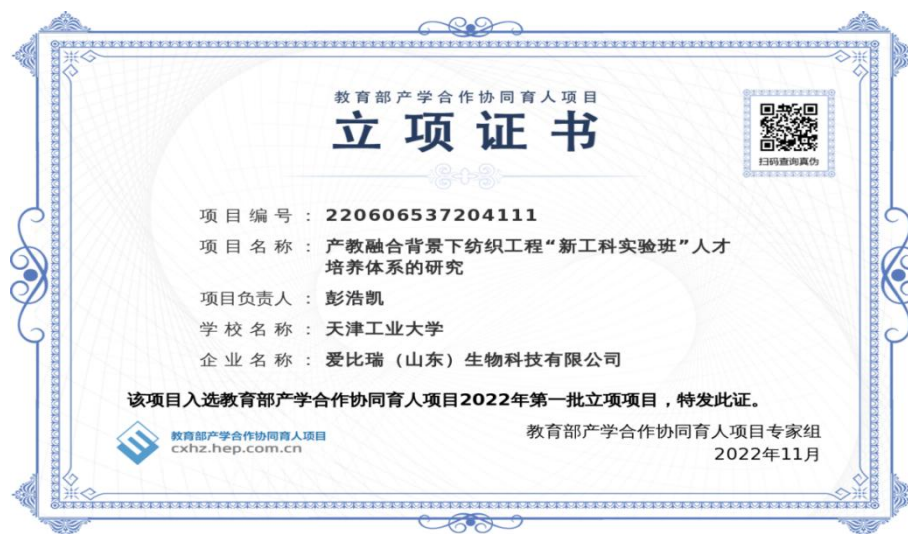 教育部产学合作协同育人项目
立项证书
扫码查询真伪
项目编号：220606537204111
项目名称：产教融合背景下纺织工程“新工科实验班”人才
培养体系的研究
项目负责人：彭浩凯
学校名称：天津工业大学
企业名称：爱比瑞（山东）生物科技有限公司
该项目入选教育部产学合作协同育人项目2022年第一批立项项目，特发此证。
教育部产学合作协同育人项目
cxhz.hep.com.cn
教育部产学合作协同育人项目专家组
2022年11月